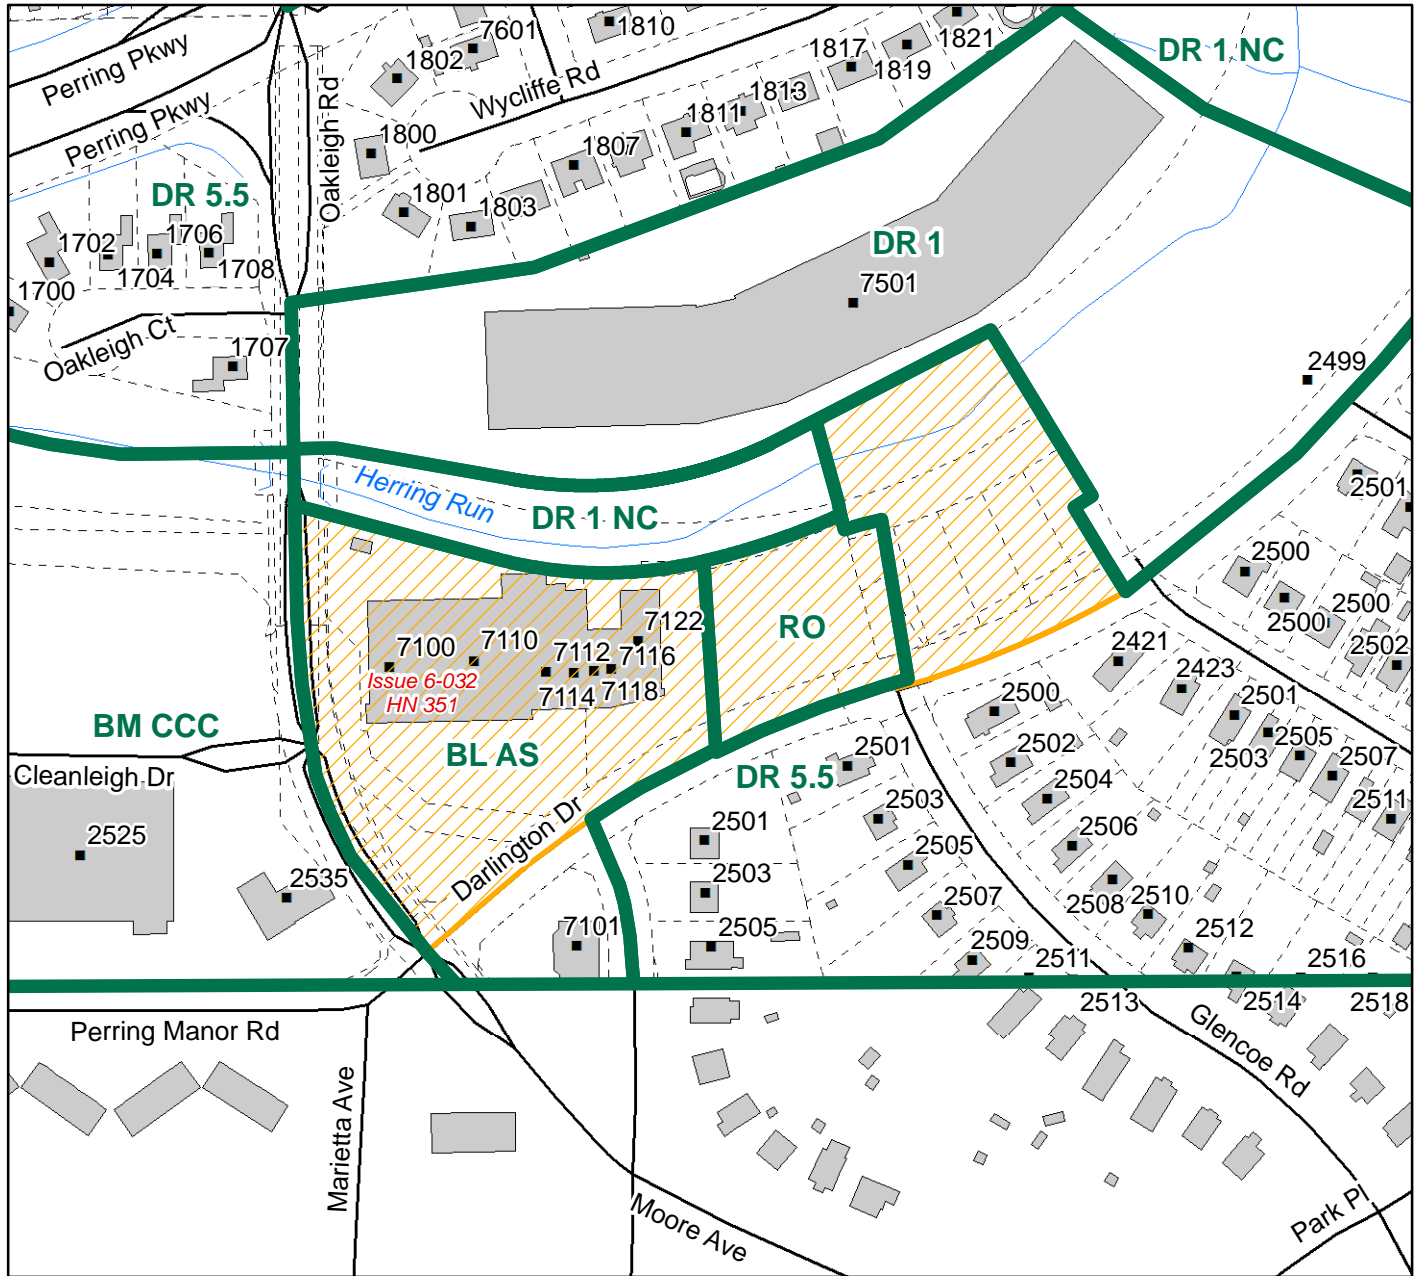 7601
1810
1821
DR 1 NC
Perring Pkwy
1802
1817
1819
Wycliffe Rd
Perring Pkwy
Oakleigh Rd
1813
1811
1800
1807
DR 5.5
1801
1803
1702
1706
DR 1
1704
1708
7501
1700
Oakleigh Ct
1707
2499
Herring Run
DR 1 NC
2501
2500
2500
2500
2502
7122
RO
7100
7110
7112
7116
Issue 6-032
HN 351
7114
7118
2421
2423
2500
2501
BM CCC
BL AS
2502
2505
2503
2507
2501
DR 5.5
Cleanleigh Dr
2504
2503
2511
Darlington Dr
2501
2506
2525
2505
2503
2535
2507
2508
2510
7101
2505
2509
2512
2511
2516
2513
2514
2518
Perring Manor Rd
Glencoe Rd
Marietta Ave
Moore Ave
Park Pl